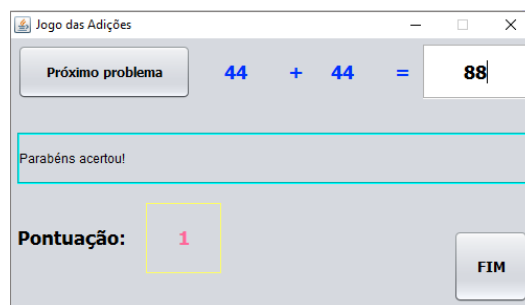 Jogo das Adições
Próximo problema 44 + 44 = 88
Parabéns acertou!
Pontuação: 1
FIM